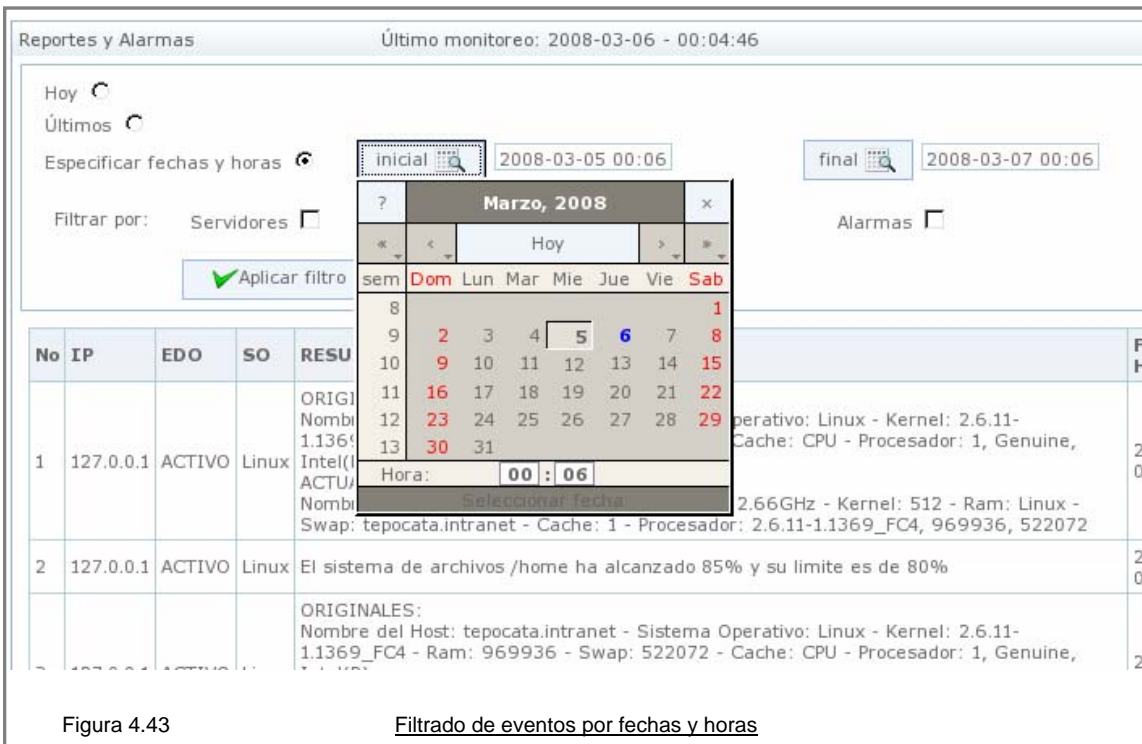 Reportes y Alarmas Último monitoreo: 2008-03-06 - 00:04:46
Hoy
Últimos
Especificar fechas y horas inicial 2008-03-05 00:06 final 2008-03-07 00:06
Filtrar por: Servidores Alarmas
Aplicar filtro
? Marzo, 2008 ×
« ‹ Hoy › »
sem Dom Lun Mar Mie Jue Vie Sab
8 1
9 2 3 4 5 6 7 8
10 9 10 11 12 13 14 15
11 16 17 18 19 20 21 22
12 23 24 25 26 27 28 29
13 30 31
Hora: 00 : 06
Seleccionar fecha
No IP EDO SO RESU
1 127.0.0.1 ACTIVO Linux
ORIGI
Nomb perativo: Linux - Kernel: 2.6.11-
1.136 Cache: CPU - Procesador: 1, Genuine,
Intel(
ACTU
Nomb 2.66GHz - Kernel: 512 - Ram: Linux -
Swap: tepocata.intranet - Cache: 1 - Procesador: 2.6.11-1.1369_FC4, 969936, 522072
2 127.0.0.1 ACTIVO Linux El sistema de archivos /home ha alcanzado 85% y su limite es de 80%
ORIGINALES:
Nombre del Host: tepocata.intranet - Sistema Operativo: Linux - Kernel: 2.6.11-
1.1369_FC4 - Ram: 969936 - Swap: 522072 - Cache: CPU - Procesador: 1, Genuine,
Figura 4.43 Filtrado de eventos por fechas y horas